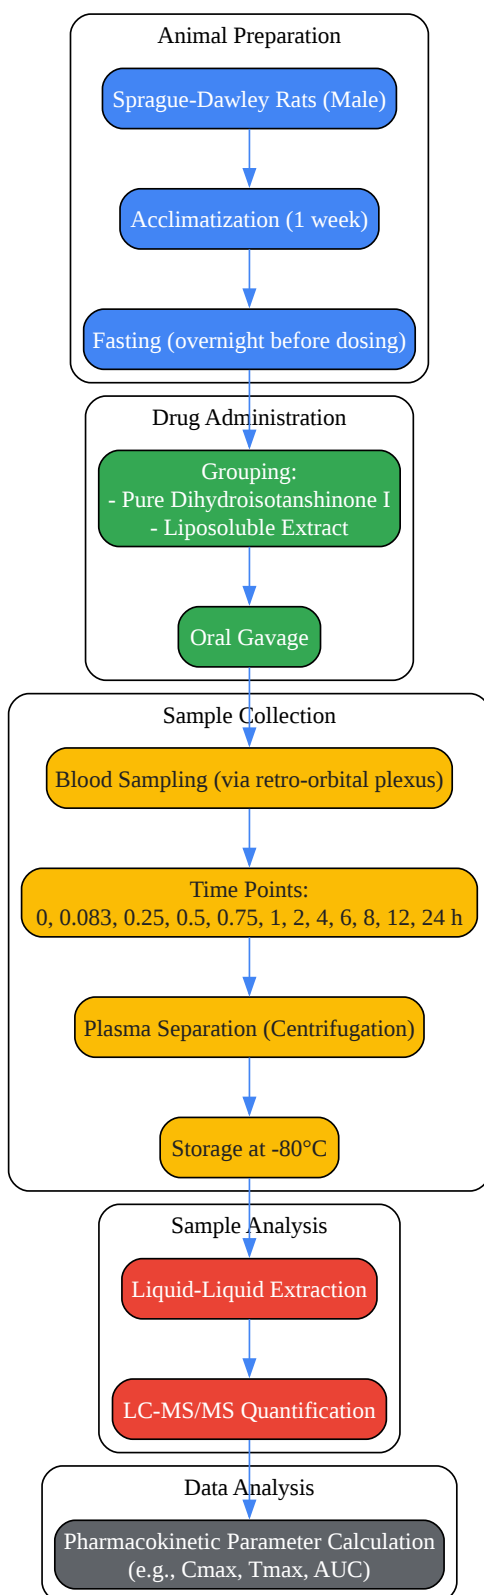 Animal Preparation
Sprague-Dawley Rats (Male)
Acclimatization (1 week)
Fasting (overnight before dosing)
Drug Administration
Grouping:
- Pure Dihydroisotanshinone I
- Liposoluble Extract
Oral Gavage
Sample Collection
Blood Sampling (via retro-orbital plexus)
Time Points:
0, 0.083, 0.25, 0.5, 0.75, 1, 2, 4, 6, 8, 12, 24 h
Plasma Separation (Centrifugation)
Storage at -80°C
Sample Analysis
Liquid-Liquid Extraction
LC-MS/MS Quantification
Data Analysis
Pharmacokinetic Parameter Calculation
(e.g., Cmax, Tmax, AUC)